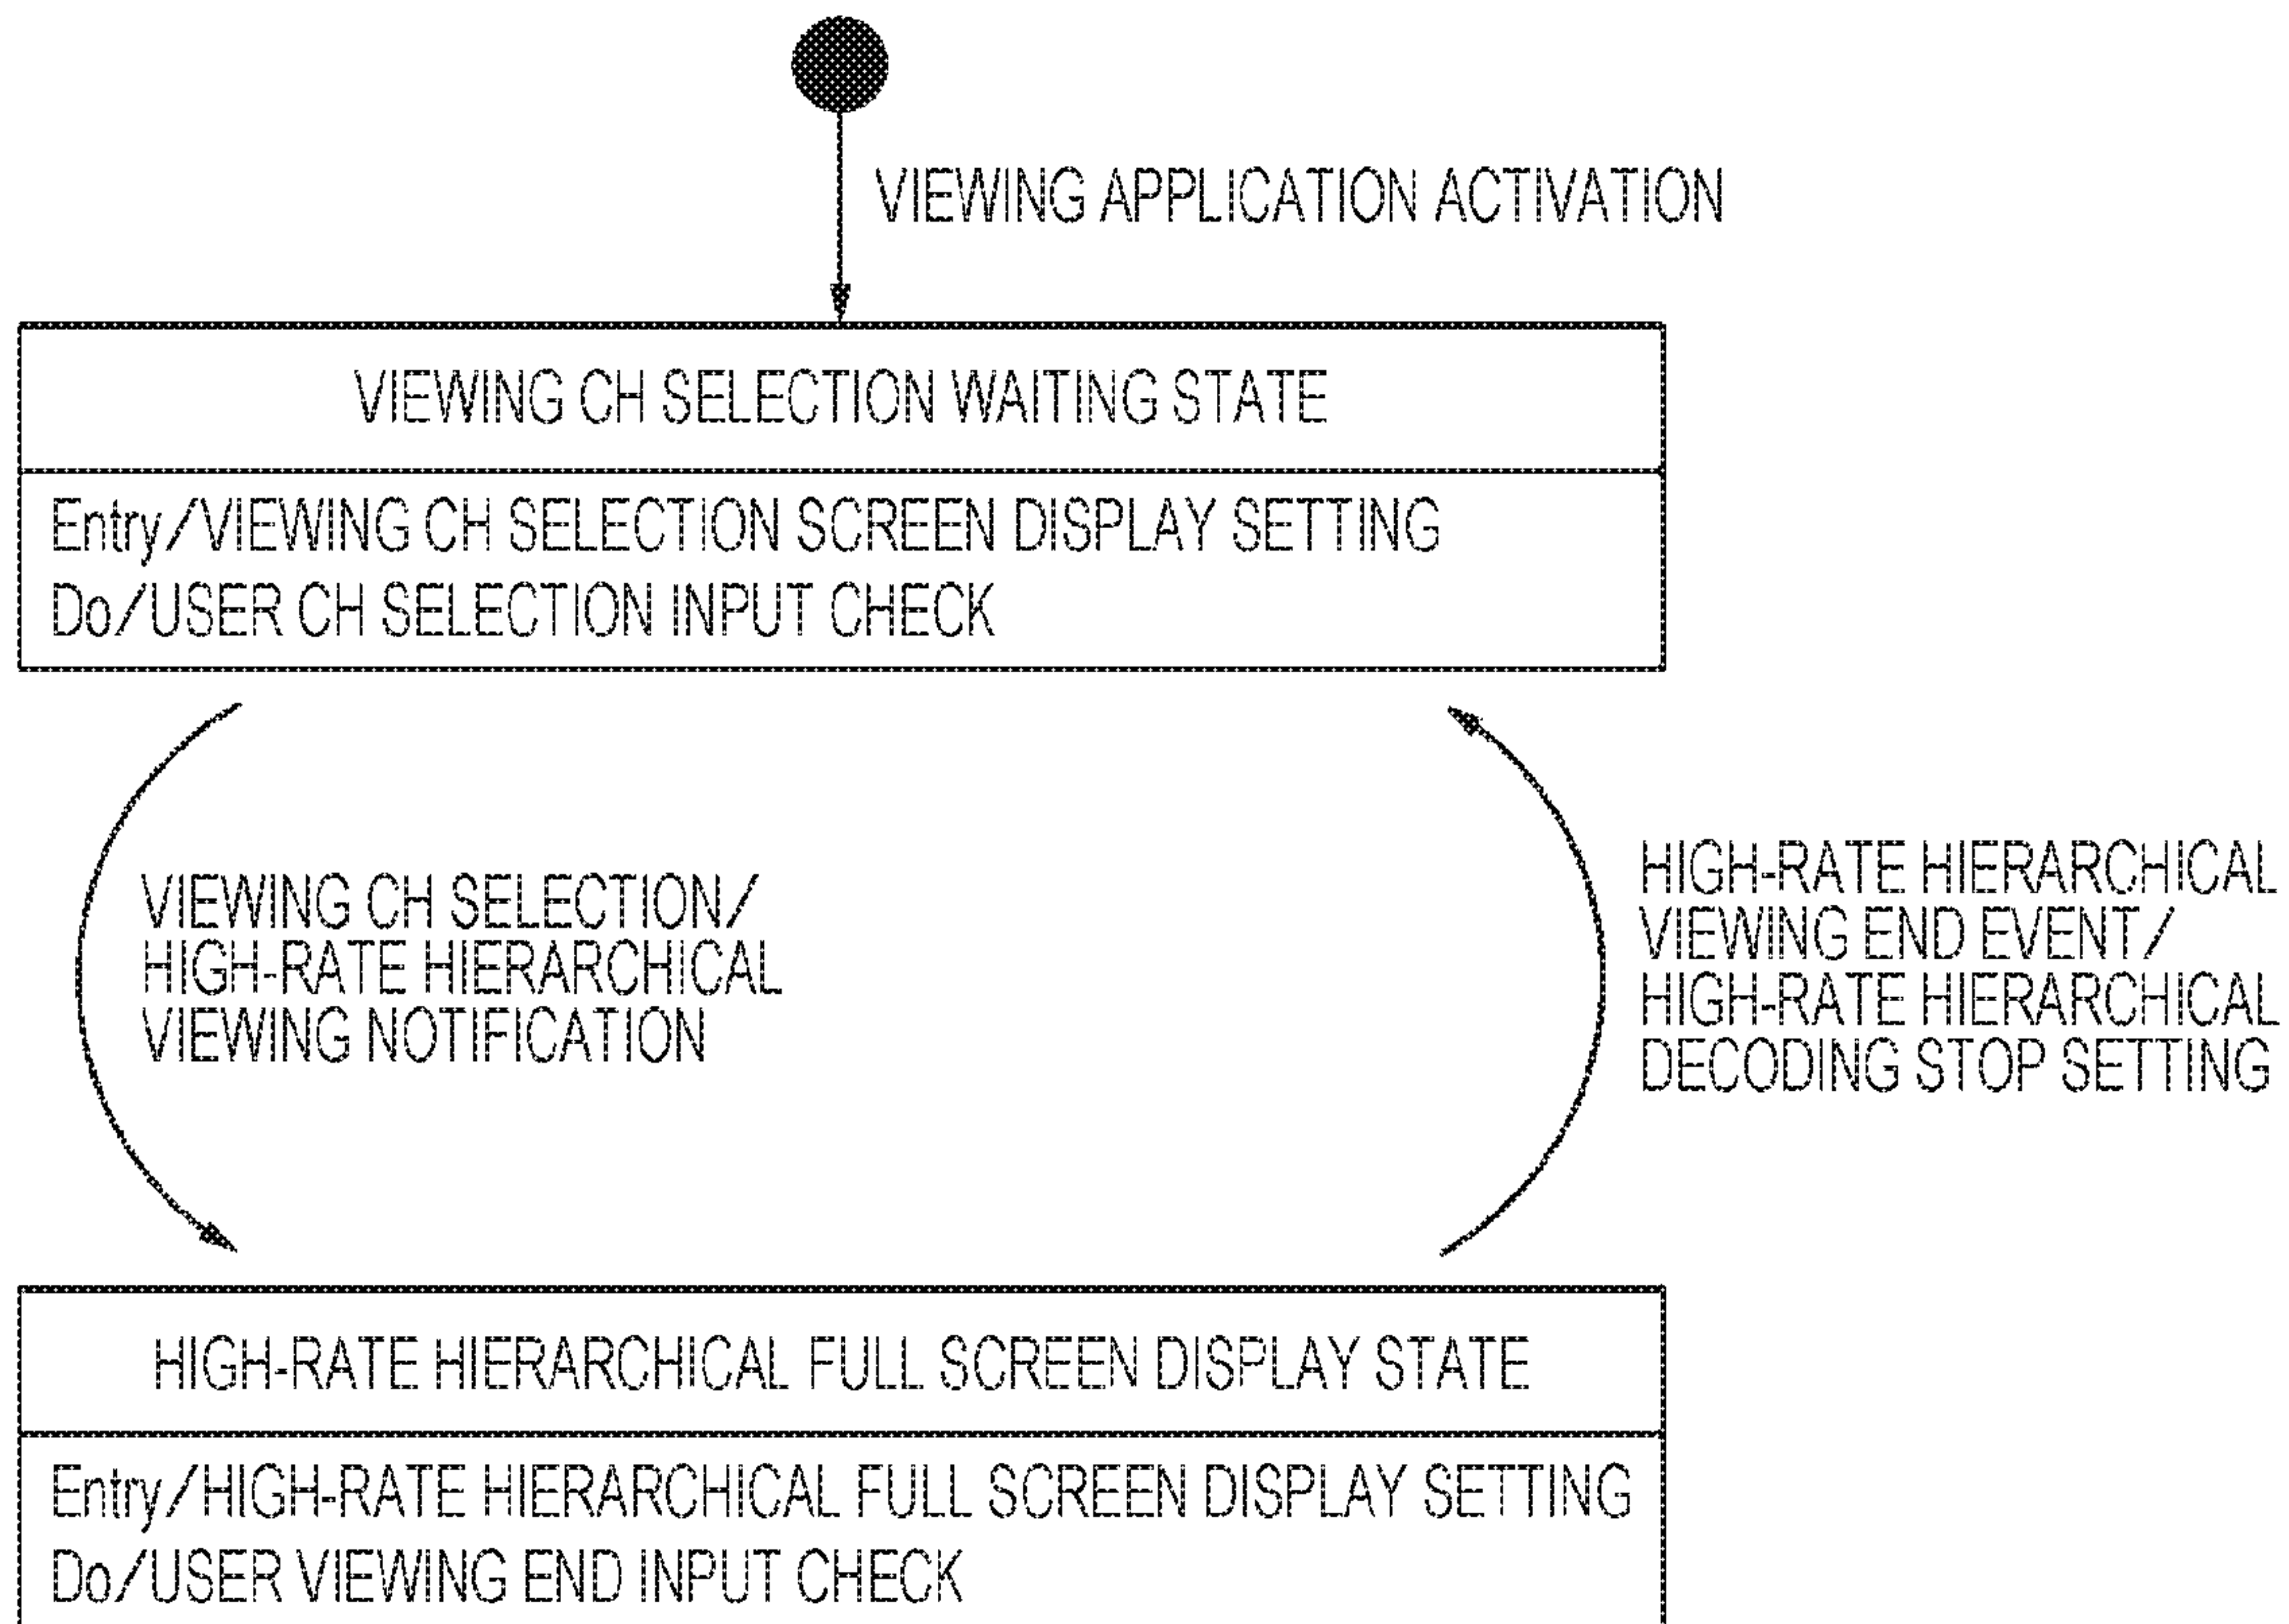 VIEWING APPLICATION ACTIVATION
VIEWING CH SELECTION WAITING STATE
Entry/VIEWING CH SELECTION SCREEN DISPLAY SETTING
Do/USER CH SELECTION INPUT CHECK
VIEWING CH SELECTION/
HIGH-RATE HIERARCHICAL
VIEWING NOTIFICATION
HIGH-RATE HIERARCHICAL
VIEWING END EVENT/
HIGH-RATE HIERARCHICAL
DECODING STOP SETTING
HIGH-RATE HIERARCHICAL FULL SCREEN DISPLAY STATE
Entry/HIGH-RATE HIERARCHICAL FULL SCREEN DISPLAY SETTING
Do/USER VIEWING END INPUT CHECK